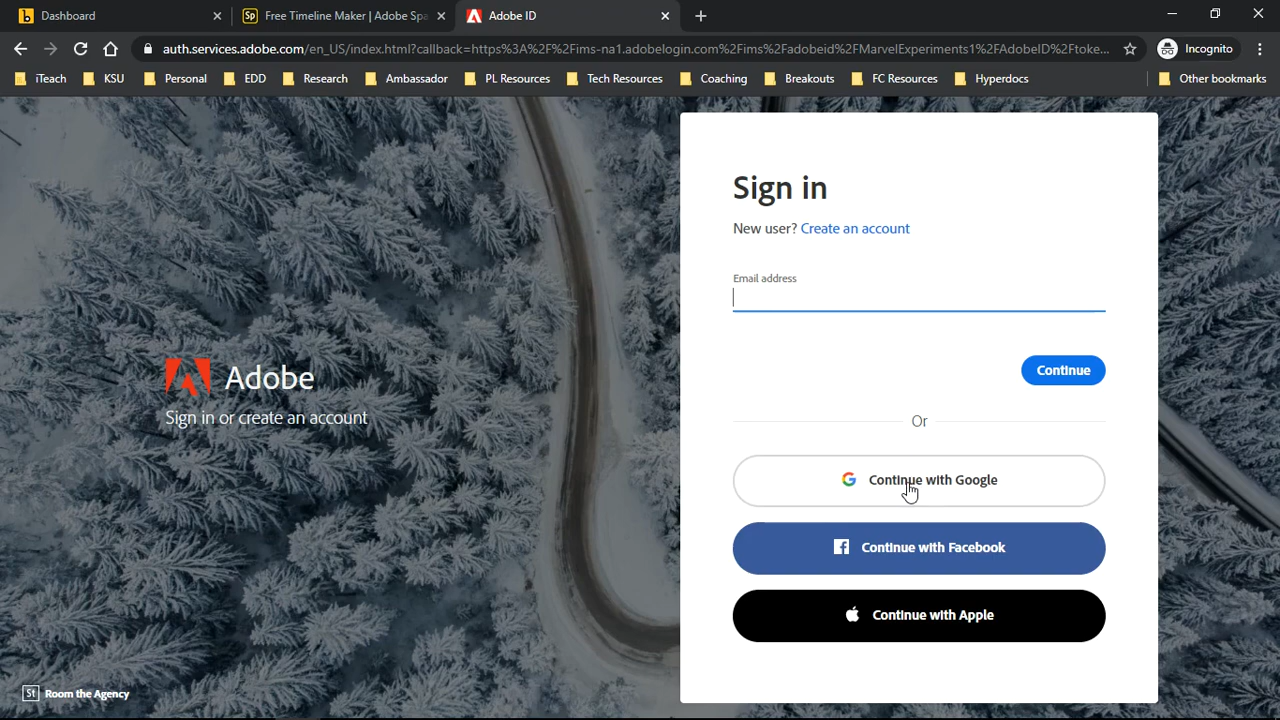 Dashboard
Free Timeline Maker | Adobe Spa
Adobe ID
auth.services.adobe.com/en_US/index.html?callback=https%3A%2F%2Fims-na1.adobelogin.com%2Fims%2Fadobeid%2FMarvelExperiments1%2FAdobeID%2Ftoke...
Incognito
iTeach
KSU
Personal
EDD
Research
Ambassador
PL Resources
Tech Resources
Coaching
Breakouts
FC Resources
Hyperdocs
Other bookmarks
Sign in
New user? Create an account
Email address
Continue
Or
Continue with Google
Continue with Facebook
Continue with Apple
Adobe
Sign in or create an account
St Room the Agency